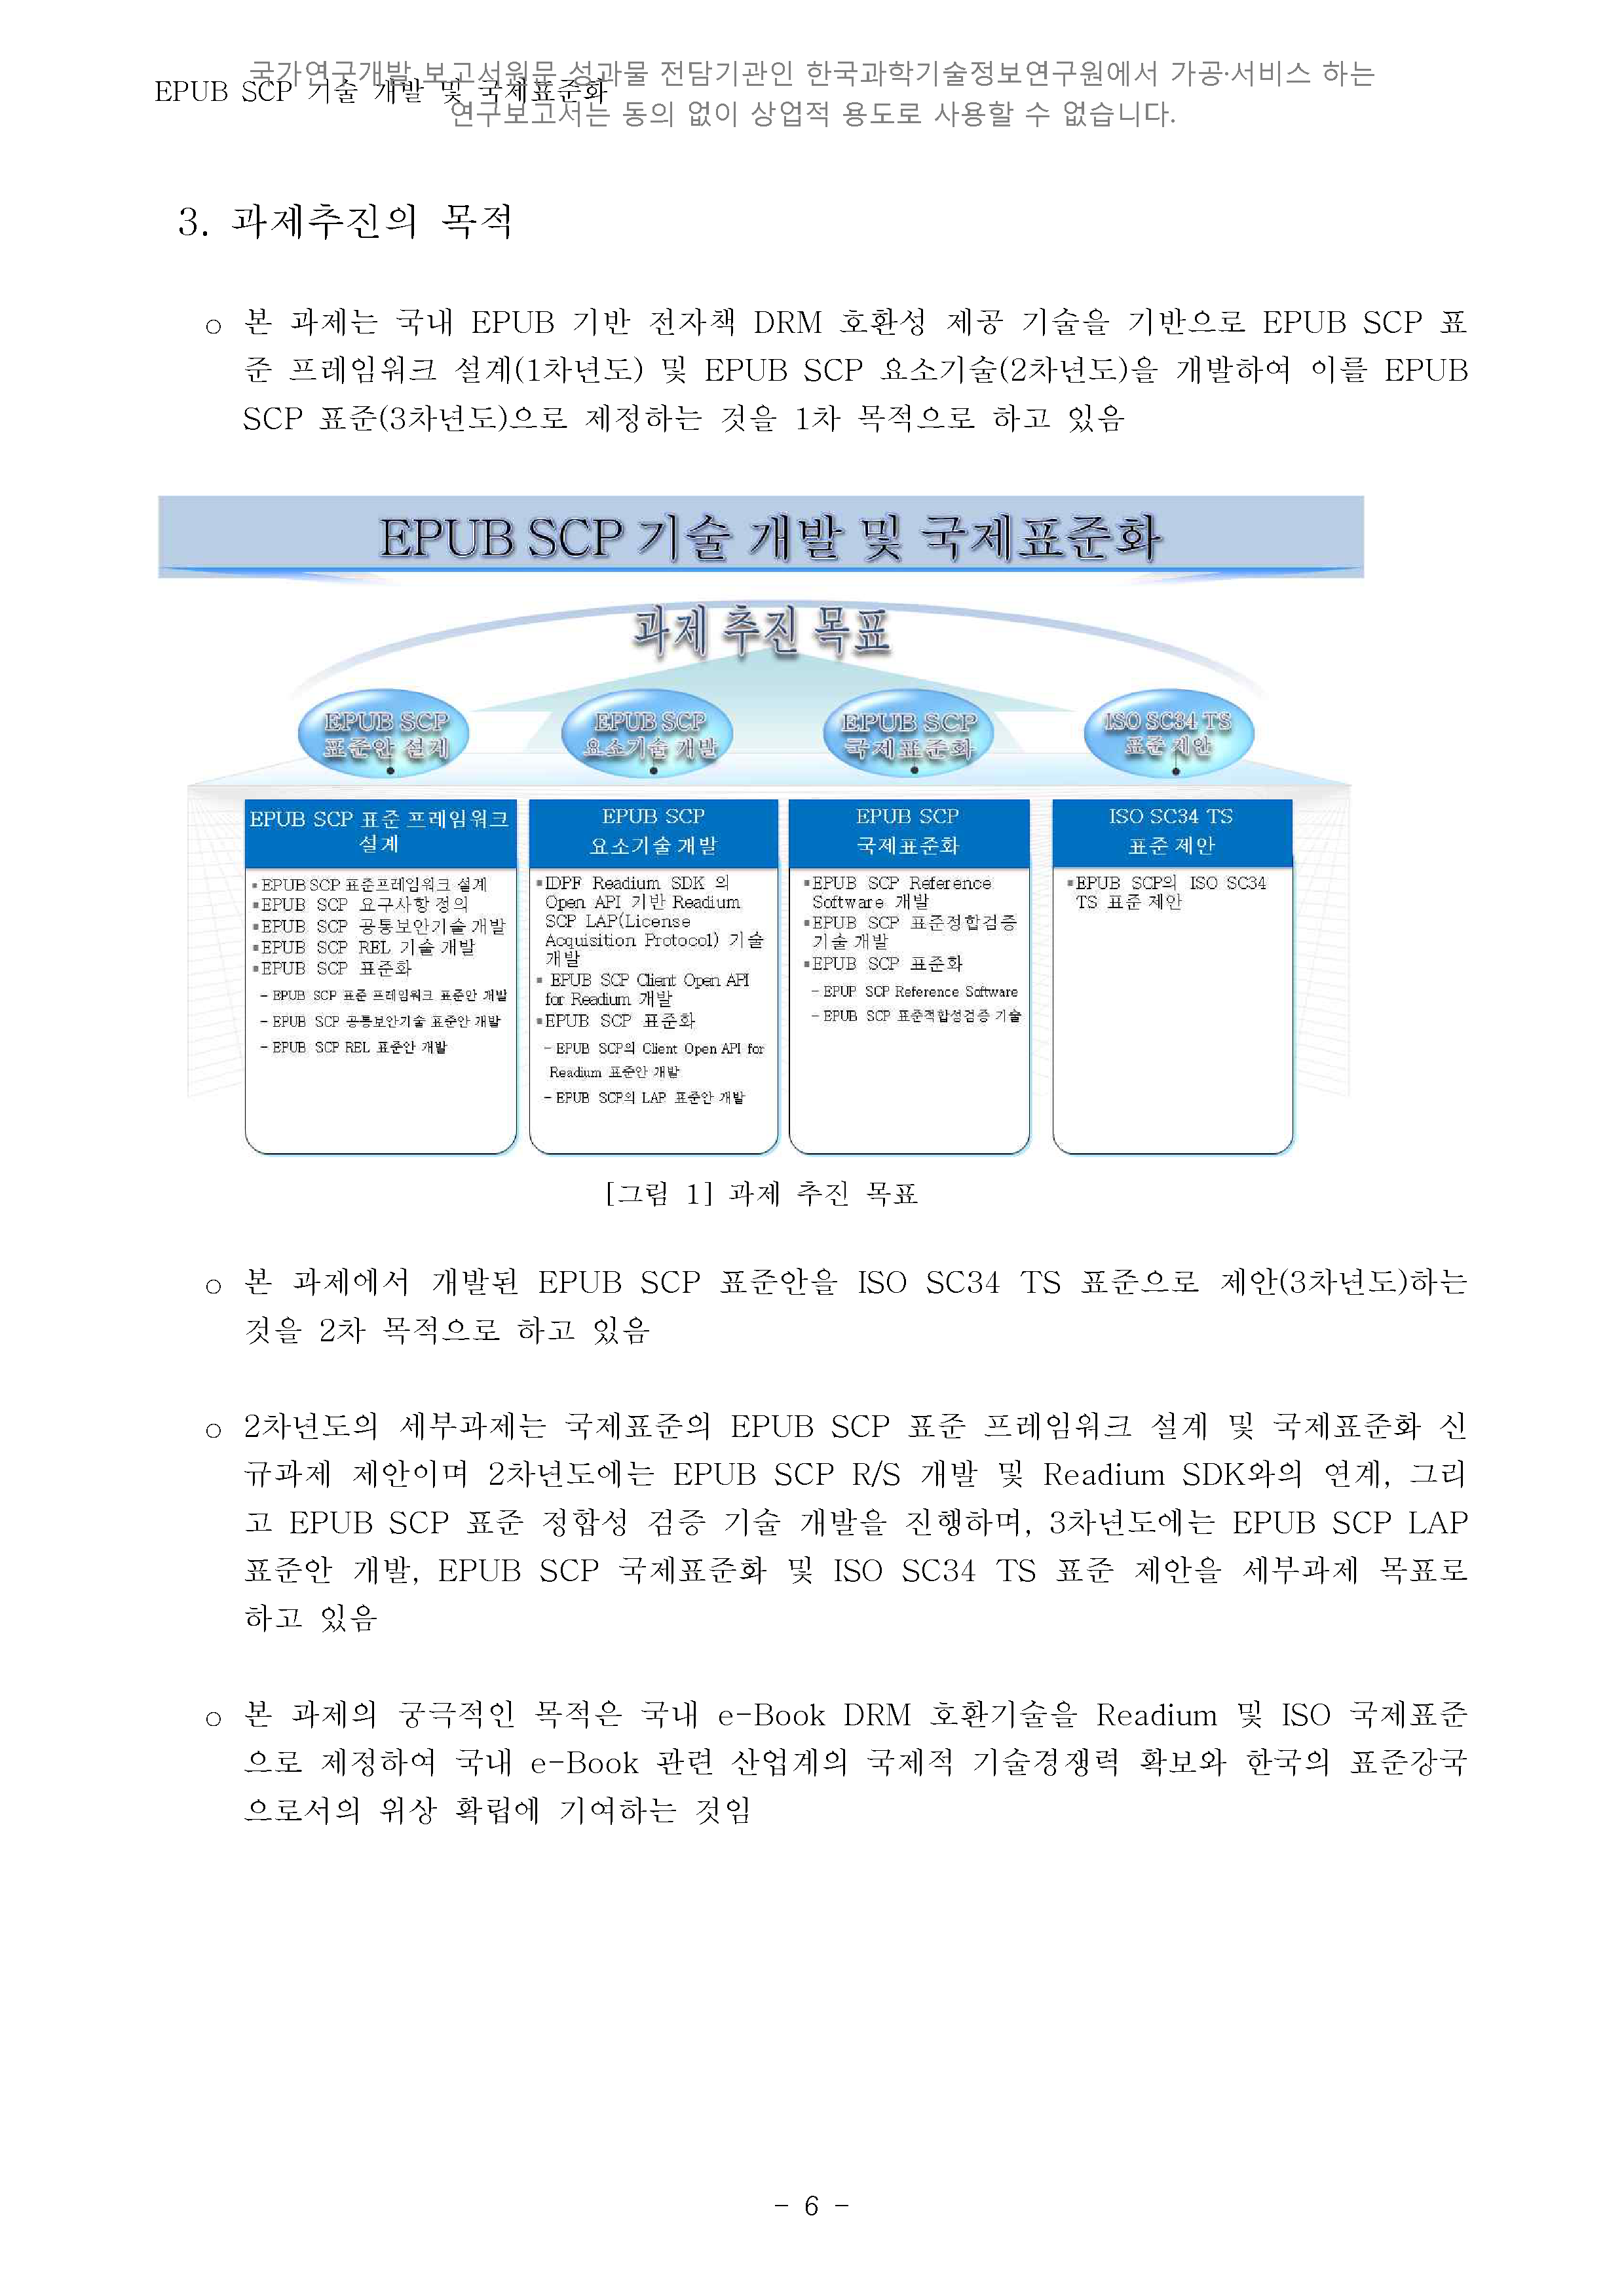 국가연구개발 보고서원문 성과물 전담기관인 한국과학기술정보연구원에서 가공·서비스 하는
EPUB SCP 기술 개발 및 국제표준화
연구보고서는 동의 없이 상업적 용도로 사용할 수 없습니다.
3. 과제추진의 목적
○ 본 과제는 국내 EPUB 기반 전자책 DRM 호환성 제공 기술을 기반으로 EPUB SCP 표
준 프레임워크 설계(1차년도) 및 EPUB SCP 요소기술(2차년도)을 개발하여 이를 EPUB
SCP 표준(3차년도)으로 제정하는 것을 1차 목적으로 하고 있음
EPUB SCP 기술 개발 및 국제표준화
과제 추진 목표
EPUB SCP
표준안 설계
EPUB SCP
요소기술 개발
EPUB SCP
국제표준화
ISO SC34 TS
표준 제안
EPUB SCP 표준 프레임워크
설계
▪EPUB SCP 표준프레임워크 설계
▪EPUB SCP 요구사항 정의
▪EPUB SCP 공통보안기술 개발
▪EPUB SCP REL 기술 개발
▪EPUB SCP 표준화
- EPUB SCP 표준 프레임워크 표준안 개발
- EPUB SCP 공통보안기술 표준안 개발
- EPUB SCP REL 표준안 개발
EPUB SCP
요소기술 개발
▪IDPF Readium SDK 의
Open API 기반 Readium
SCP LAP(License
Acquisition Protocol) 기술
개발
▪ EPUB SCP Client Open API
for Readium 개발
▪EPUB SCP 표준화
- EPUB SCP의 Client Open API for
Readium 표준안 개발
- EPUB SCP의 LAP 표준안 개발
EPUB SCP
국제표준화
▪EPUB SCP Reference
Software 개발
▪EPUB SCP 표준정합검증
기술 개발
▪EPUB SCP 표준화
- EPUP SCP Reference Software
- EPUB SCP 표준적합성검증 기술
ISO SC34 TS
표준 제안
▪EPUB SCP의 ISO SC34
TS 표준 제안
[그림 1] 과제 추진 목표
○ 본 과제에서 개발된 EPUB SCP 표준안을 ISO SC34 TS 표준으로 제안(3차년도)하는
것을 2차 목적으로 하고 있음
○ 2차년도의 세부과제는 국제표준의 EPUB SCP 표준 프레임워크 설계 및 국제표준화 신
규과제 제안이며 2차년도에는 EPUB SCP R/S 개발 및 Readium SDK와의 연계, 그리
고 EPUB SCP 표준 정합성 검증 기술 개발을 진행하며, 3차년도에는 EPUB SCP LAP
표준안 개발, EPUB SCP 국제표준화 및 ISO SC34 TS 표준 제안을 세부과제 목표로
하고 있음
○ 본 과제의 궁극적인 목적은 국내 e-Book DRM 호환기술을 Readium 및 ISO 국제표준
으로 제정하여 국내 e-Book 관련 산업계의 국제적 기술경쟁력 확보와 한국의 표준강국
으로서의 위상 확립에 기여하는 것임
- 6 -